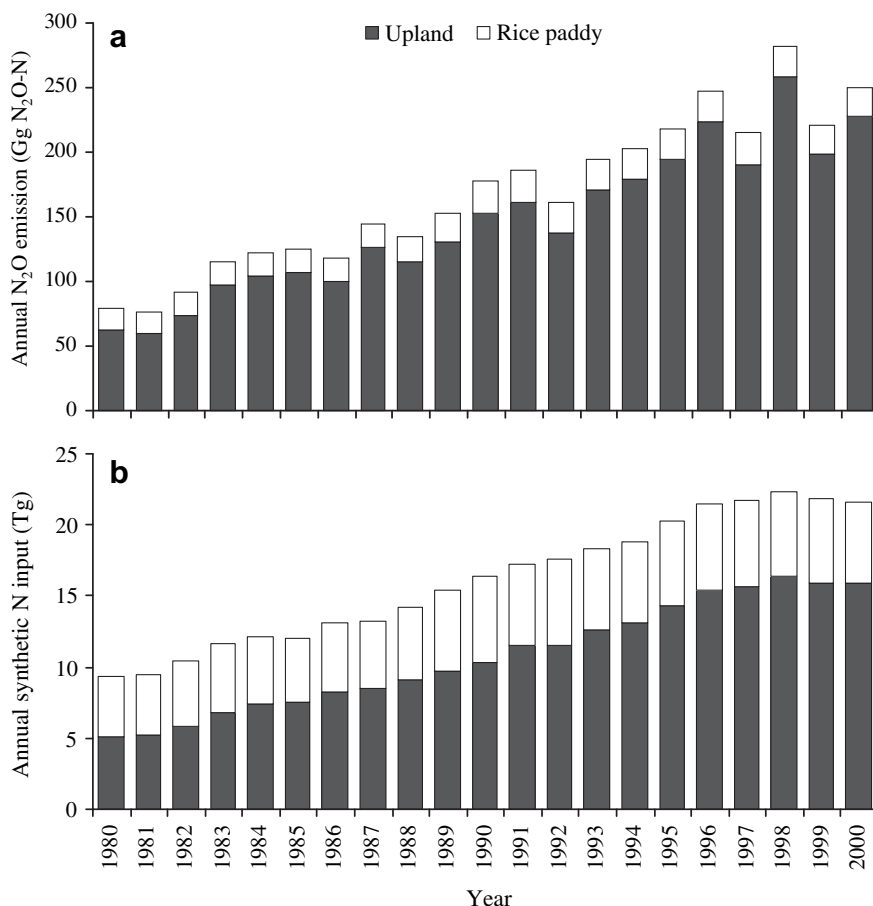 a
Upland Rice paddy
Annual N₂O emission (Gg N₂O-N)
300
250
200
150
100
50
0
b
Annual synthetic N input (Tg)
25
20
15
10
5
0
1980 1981 1982 1983 1984 1985 1986 1987 1988 1989 1990 1991 1992 1993 1994 1995 1996 1997 1998 1999 2000
Year